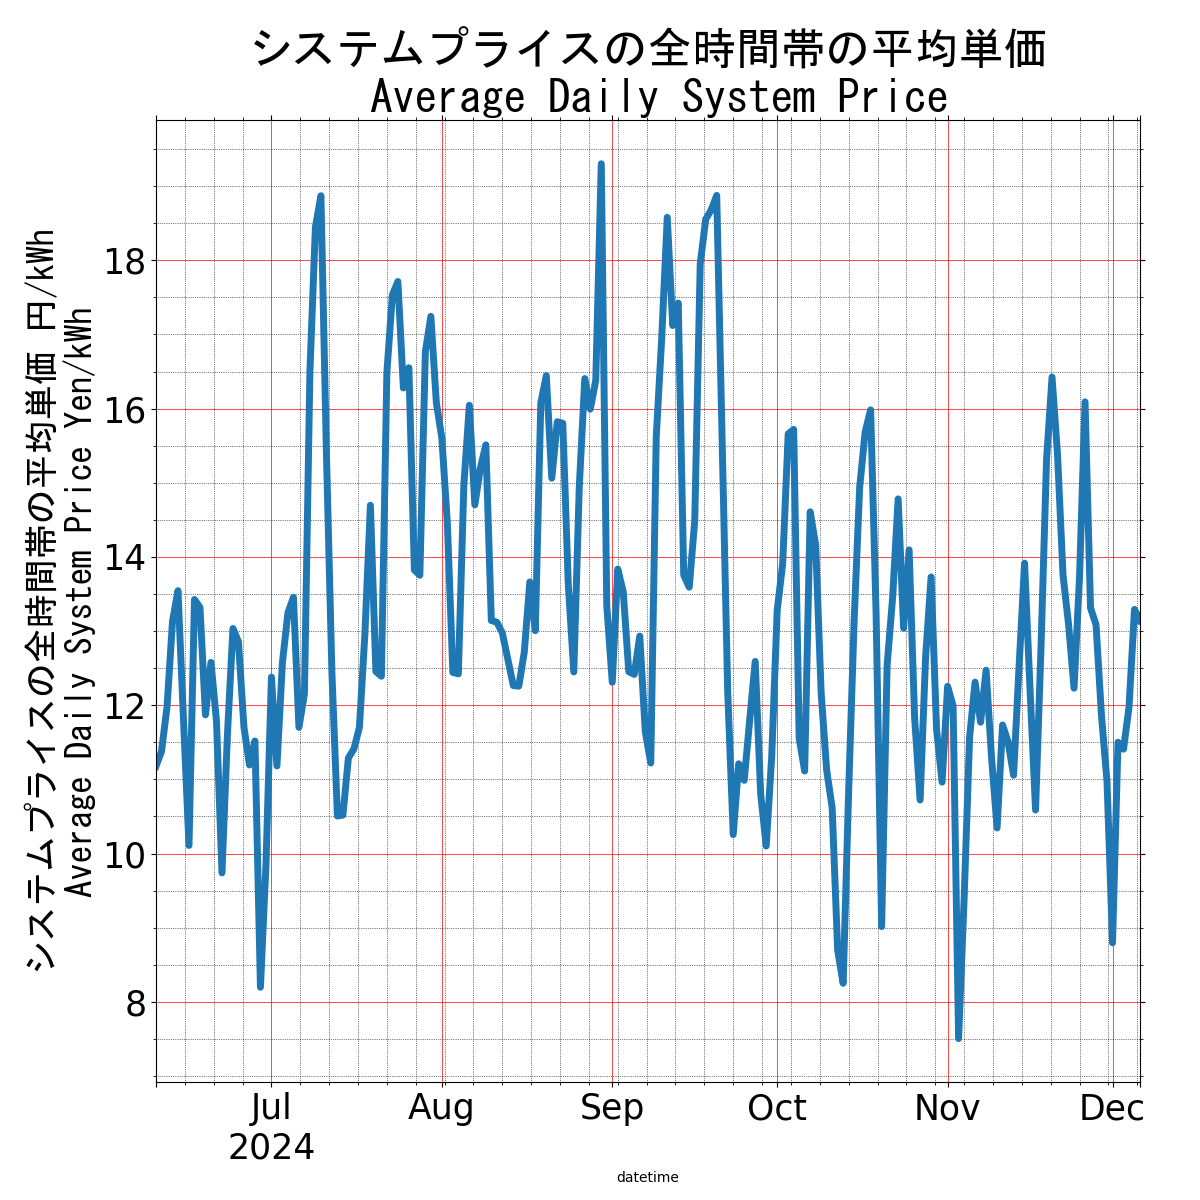 システムプライスの全時間帯の平均単価
Average Daily System Price
システムプライスの全時間帯の平均単価 円/kWh
Average Daily System Price Yen/kWh
18
16
14
12
10
8
Jul
2024
Aug
Sep
Oct
Nov
Dec
datetime